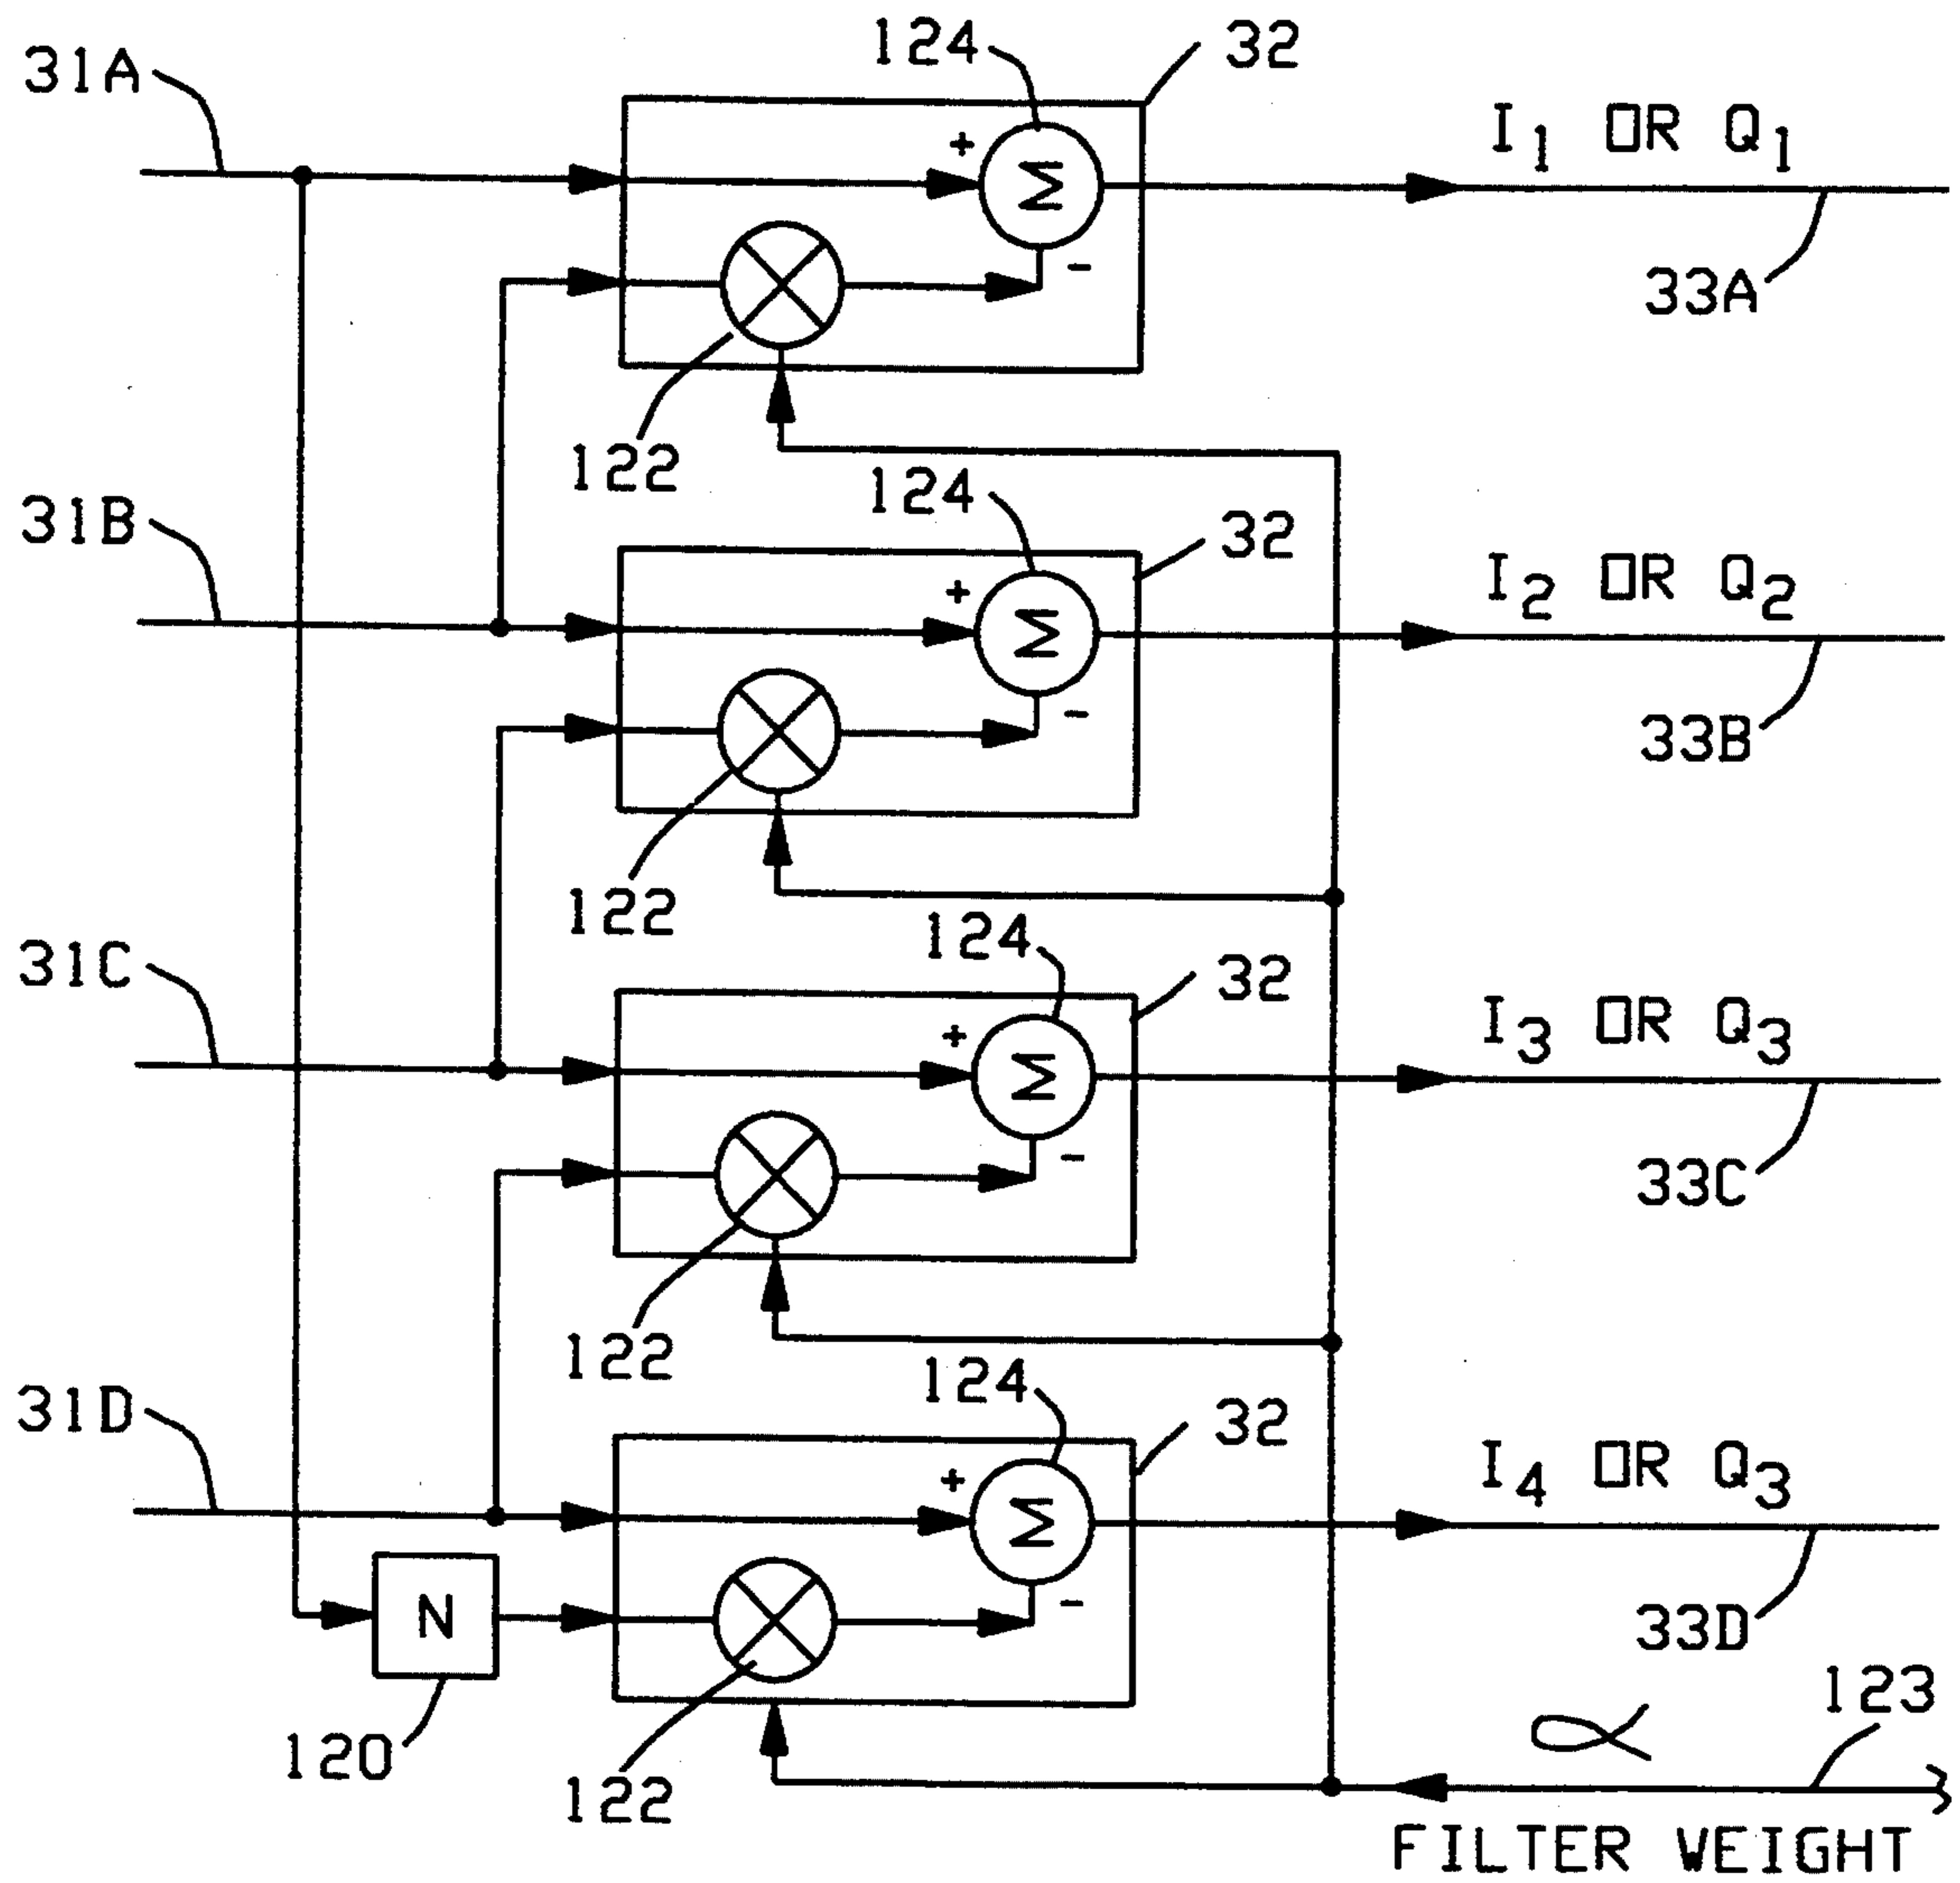 124
32
31A
I1 OR Q1
+
Σ
-
33A
122
124
32
31B
I2 OR Q2
+
Σ
-
33B
122
124
32
31C
I3 OR Q3
+
Σ
-
33C
122
124
32
31D
I4 OR Q3
+
Σ
-
N
33D
120
122
α
123
FILTER WEIGHT